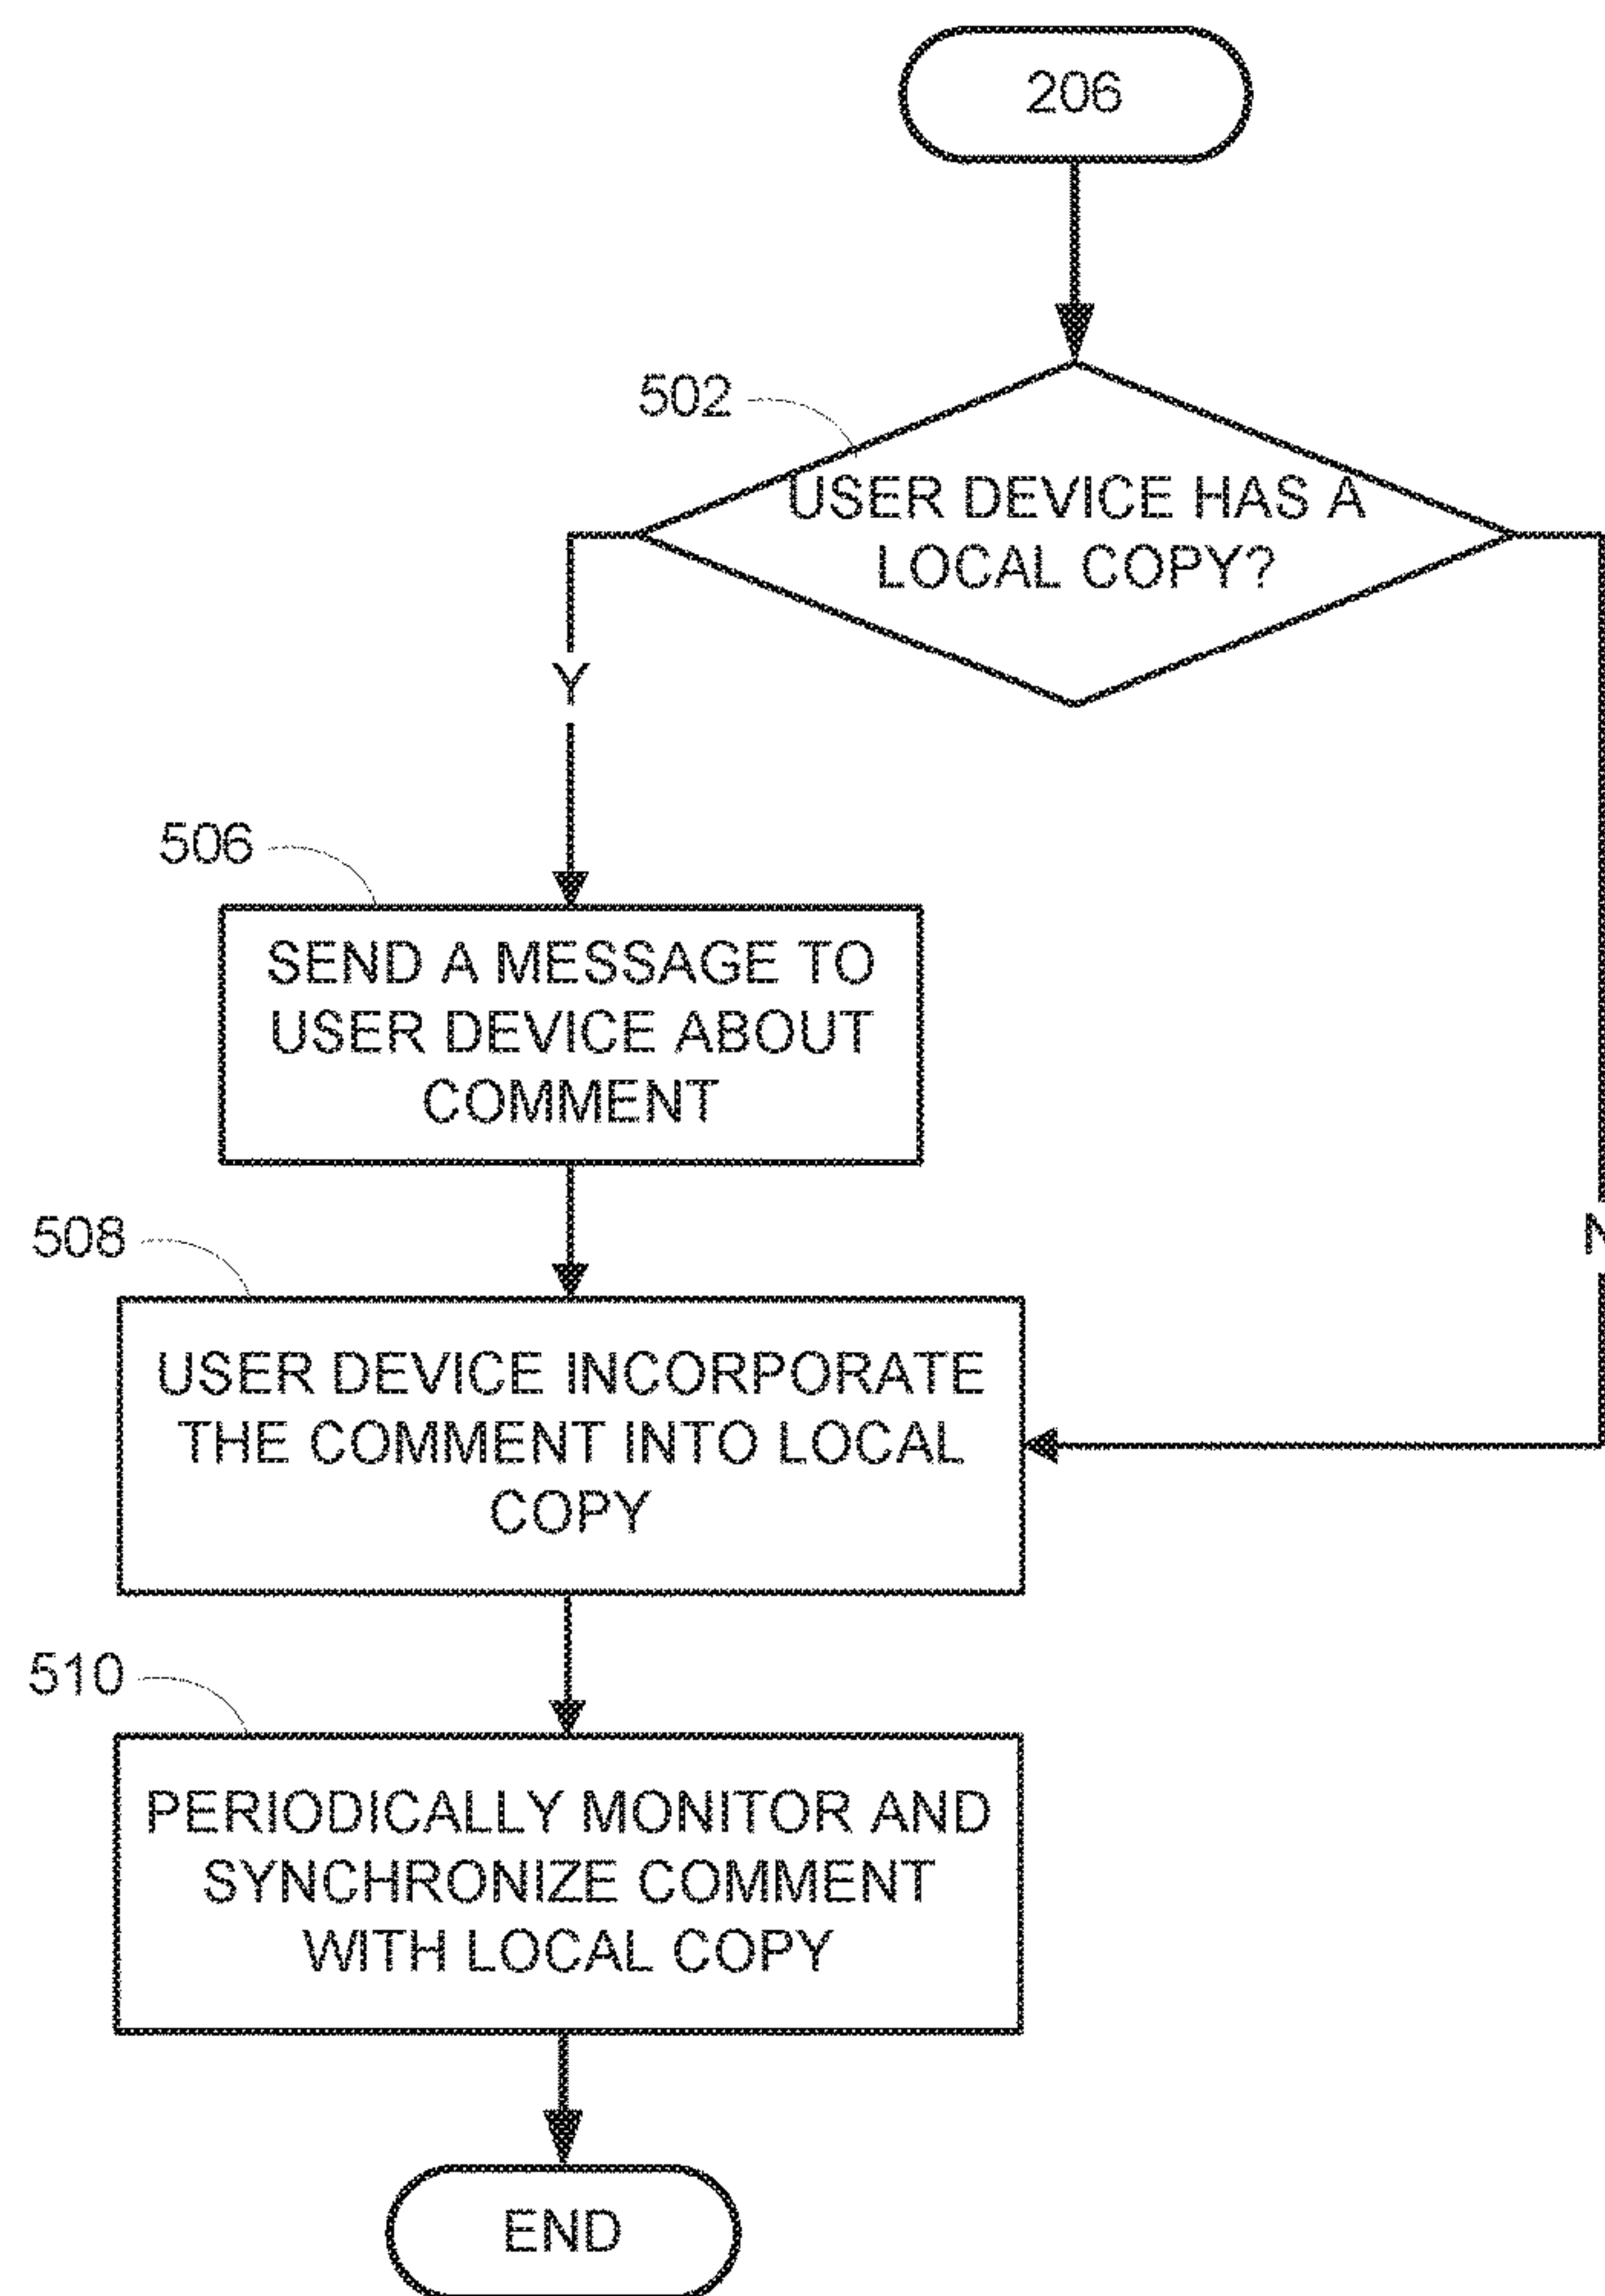 206
502
USER DEVICE HAS A
LOCAL COPY?
Y
506
SEND A MESSAGE TO
USER DEVICE ABOUT
COMMENT
508
N
USER DEVICE INCORPORATE
THE COMMENT INTO LOCAL
COPY
510
PERIODICALLY MONITOR AND
SYNCHRONIZE COMMENT
WITH LOCAL COPY
END